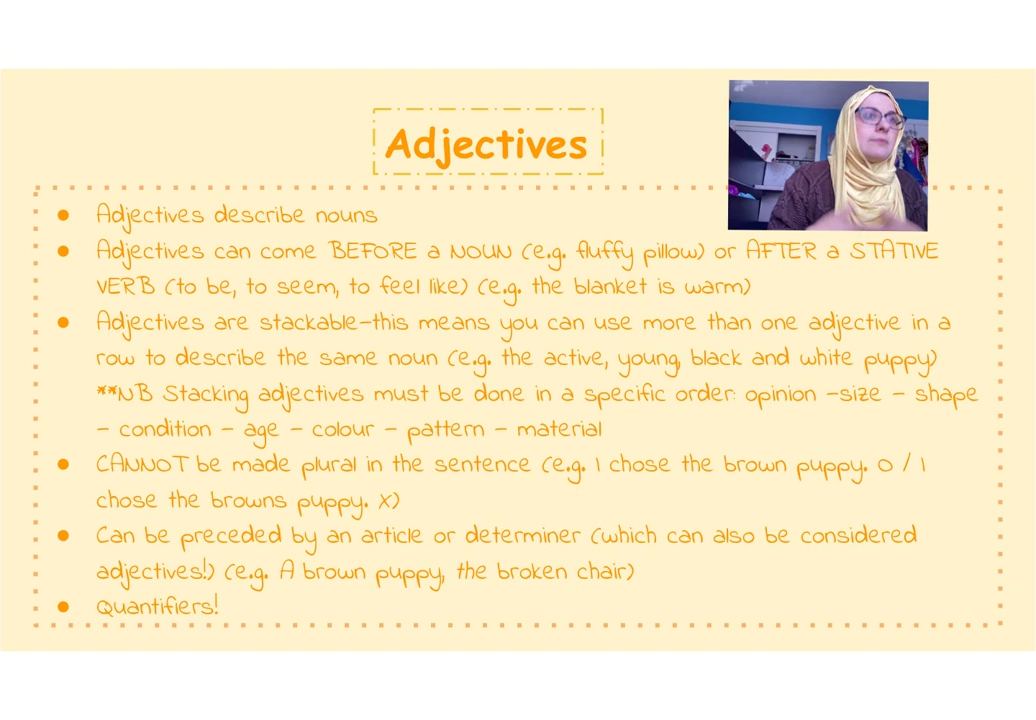 Adjectives
● Adjectives describe nouns
● Adjectives can come BEFORE a NOUN (e.g. fluffy pillow) or AFTER a STATIVE
VERB (to be, to seem, to feel like) (e.g. the blanket is warm)
● Adjectives are stackable–this means you can use more than one adjective in a
row to describe the same noun (e.g. the active, young, black and white puppy)
**NB Stacking adjectives must be done in a specific order: opinion –size – shape
– condition – age – colour – pattern – material
● CANNOT be made plural in the sentence (e.g. I chose the brown puppy. O / I
chose the browns puppy. X)
● Can be preceded by an article or determiner (which can also be considered
adjectives!) (e.g. A brown puppy, the broken chair)
● Quantifiers!